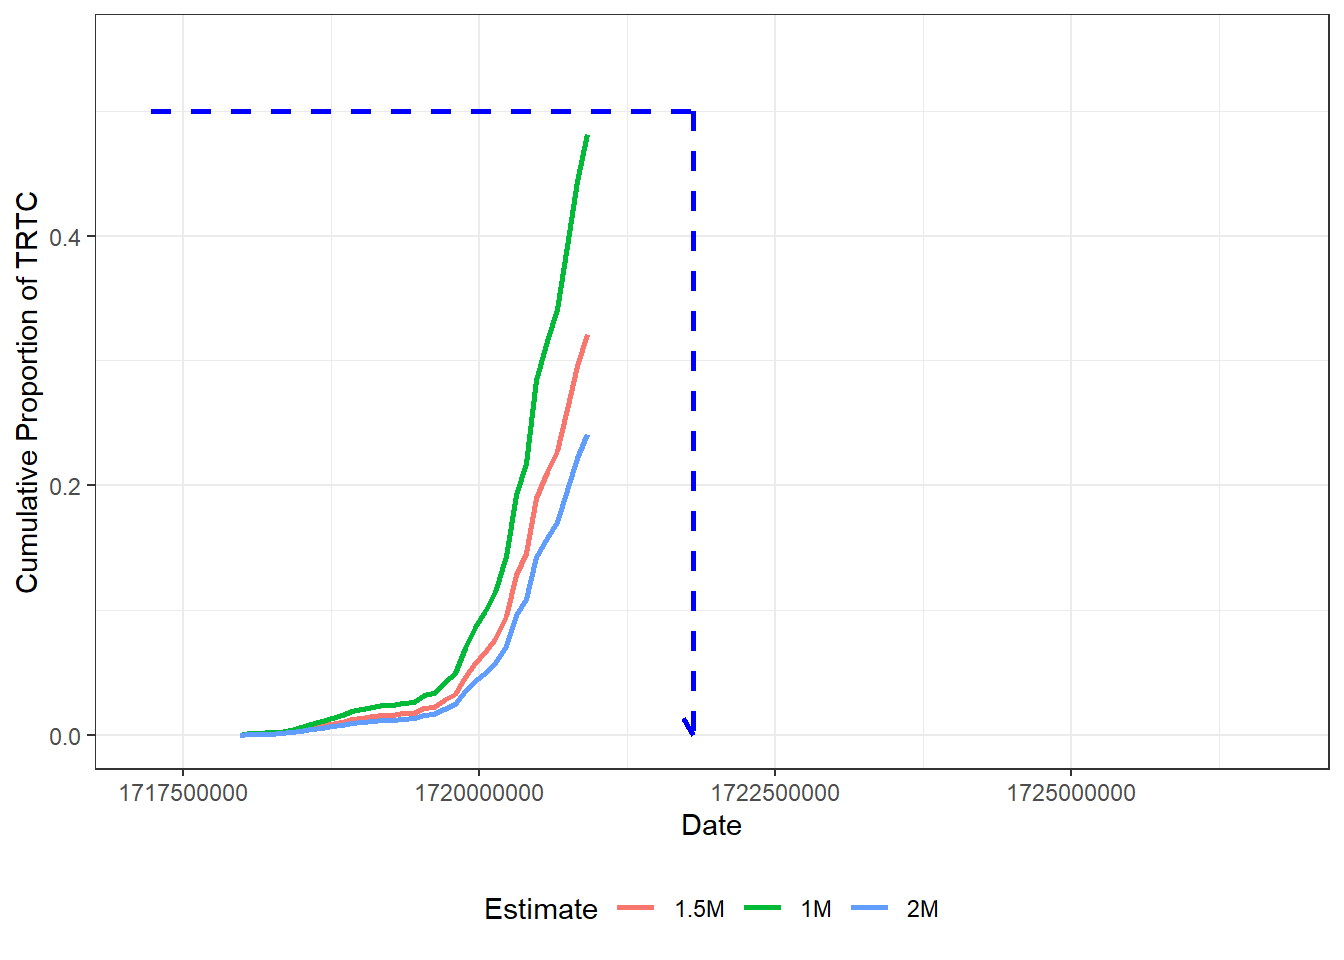 Cumulative Proportion of TRTC
0.4
0.2
0.0
1717500000 1720000000 1722500000 1725000000
Date
Estimate 1.5M 1M 2M